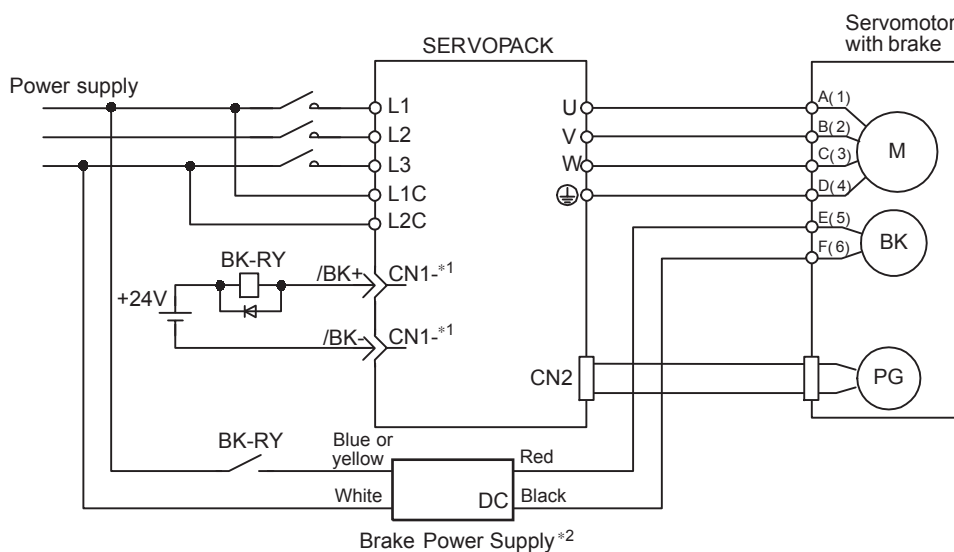 Servomotor
with brake
SERVOPACK
Power supply
L1
U
A(1)
L2
V
B(2)
M
L3
W
C(3)
L1C
D(4)
L2C
E(5)
BK
F(6)
BK-RY
/BK+
CN1-*1
+24V
/BK-
CN1-*1
CN2
PG
BK-RY
Blue or
yellow
Red
White
DC
Black
Brake Power Supply*2